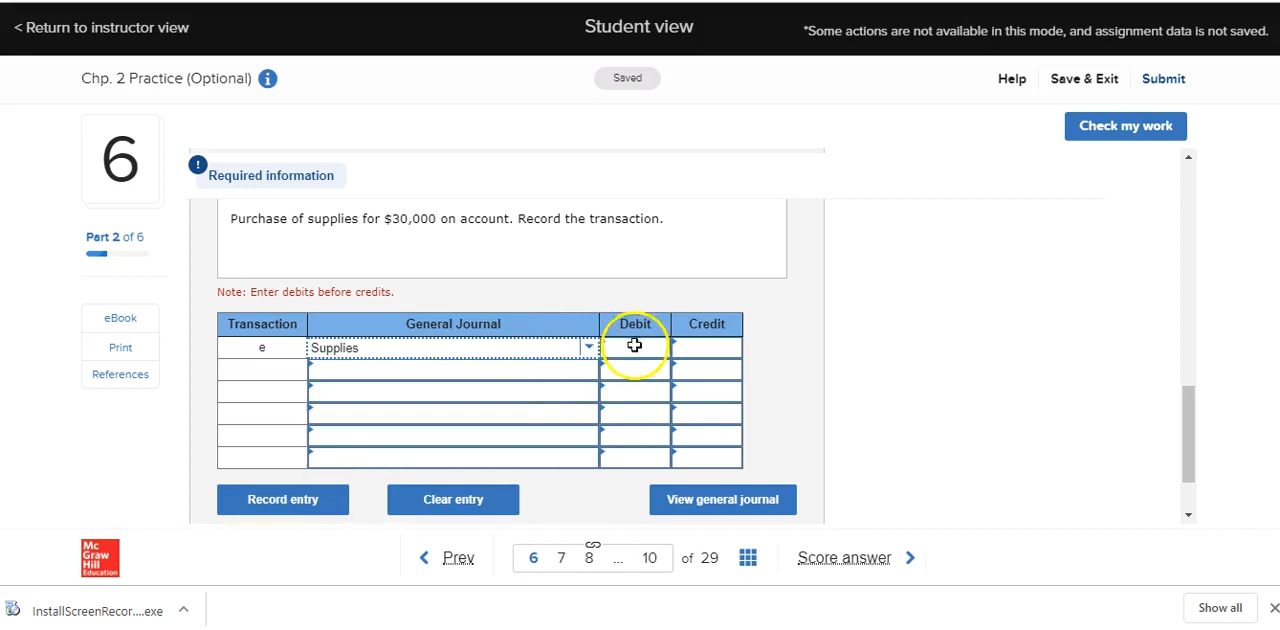 < Return to instructor view
Student view
*Some actions are not available in this mode, and assignment data is not saved.
Chp. 2 Practice (Optional) i
Saved
Help
Save & Exit
Submit
Check my work
6
! Required information
Part 2 of 6
Purchase of supplies for $30,000 on account. Record the transaction.
Note: Enter debits before credits.
eBook
Print
References
Transaction General Journal Debit Credit
e Supplies
Record entry
Clear entry
View general journal
Mc
Graw
Hill
Education
< Prev
6 7 8 ... 10 of 29
Score answer >
InstallScreenRecor....exe
Show all